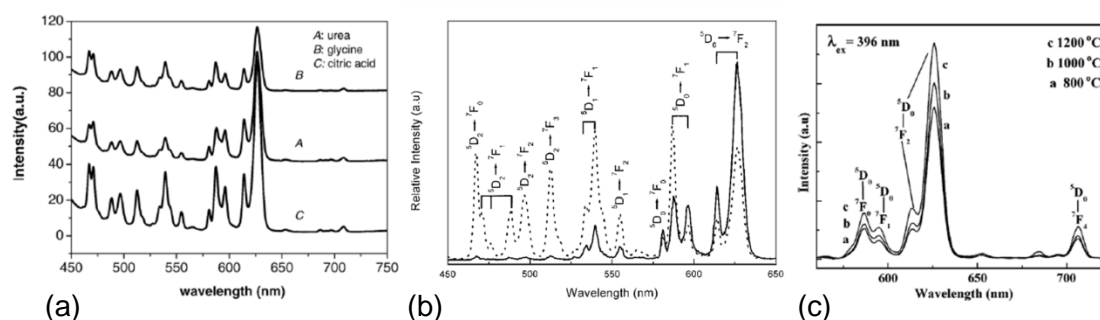 120
100
80
60
40
20
0
Intensity(a.u.)
A: urea
B: glycine
C: citric acid
B
A
C
450 500 550 600 650 700 750
wavelength (nm)
(a)
Relative Intensity (a.u)
⁵D₂ → ⁷F₀
⁵D₂ → ⁷F₁
⁵D₂ → ⁷F₂
⁵D₂ → ⁷F₃
⁵D₁ → ⁷F₁
⁵D₁ → ⁷F₂
⁵D₀ → ⁷F₀
⁵D₀ → ⁷F₁
⁵D₀ → ⁷F₂
450 500 550 600 650
Wavelength (nm)
(b)
λex = 396 nm
c 1200 °C
b 1000 °C
a 800 °C
Intensity (a.u)
c
b
a
⁵D₀
⁷F₂
⁵D₀
⁷F₀
⁵D₀
⁷F₁
c
b
a
⁵D₀
⁷F₄
600 650 700
Wavelength (nm)
(c)